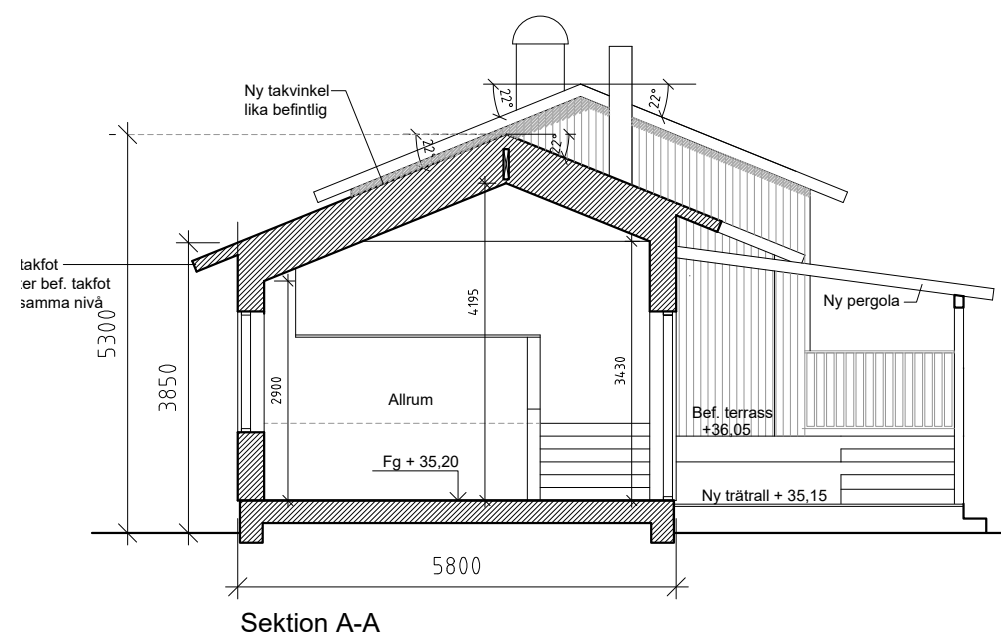 22°
22°
Ny takvinkel
lika befintlig
22°
22°
takfot
ter bef. takfot
samma nivå
5300
3850
2900
4195
3430
Allrum
Ny pergola
Bef. terrass
+36,05
Fg + 35,20
Ny trätrall + 35,15
5800
Sektion A-A